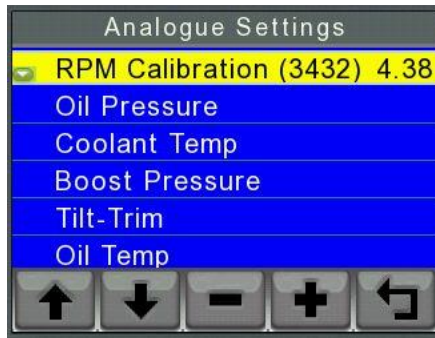 Analogue Settings
RPM Calibration (3432) 4.38
Oil Pressure
Coolant Temp
Boost Pressure
Tilt-Trim
Oil Temp